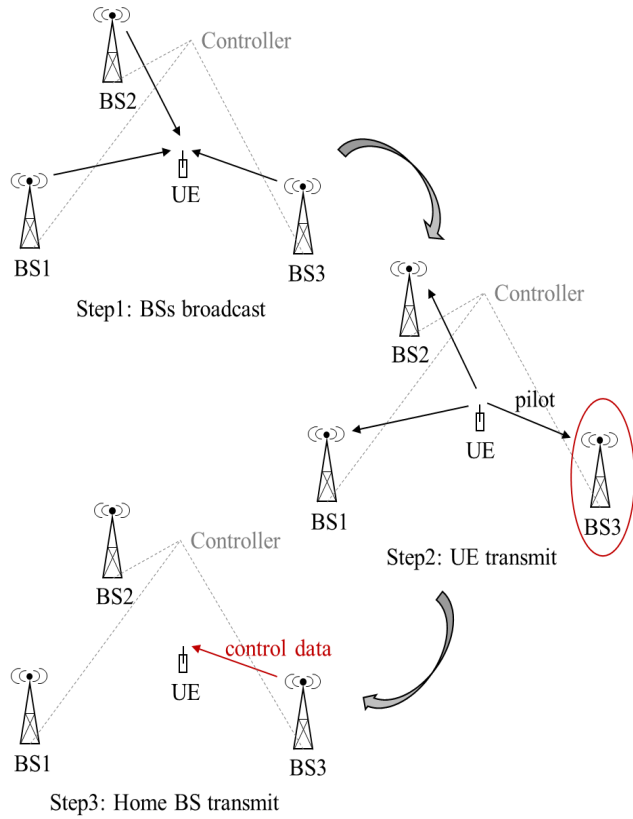 Controller
BS2
UE
BS1
BS3
Step1: BSs broadcast
Controller
BS2
pilot
UE
BS1
BS3
Step2: UE transmit
Controller
BS2
control data
UE
BS1
BS3
Step3: Home BS transmit